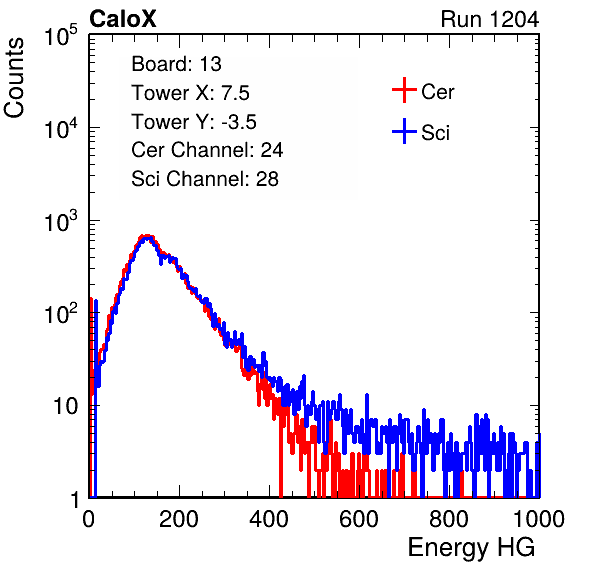 CaloX Run 1204
Board: 13
Tower X: 7.5
Tower Y: -3.5
Cer Channel: 24
Sci Channel: 28
Cer
Sci
Counts
10^5
10^4
10^3
10^2
10
1
0 200 400 600 800 1000
Energy HG